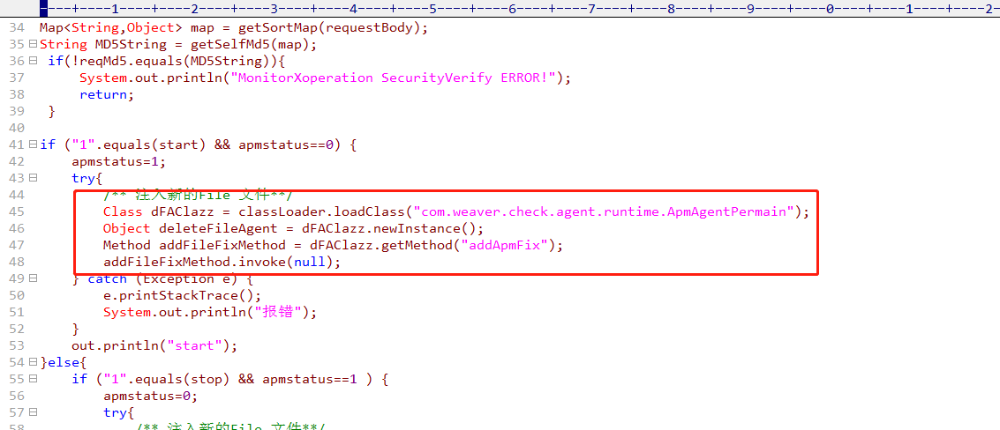 ----+----1----+----2----+----3----+----4----+----5----+----6----+----7----+----8----+----9----+----0----+----1----+----2
34 Map<String,Object> map = getSortMap(requestBody);
35 String MD5String = getSelfMd5(map);
36 if(!reqMd5.equals(MD5String)){
37 System.out.println("MonitorXoperation SecurityVerify ERROR!");
38 return;
39 }
40
41 if ("1".equals(start) && apmstatus==0) {
42 apmstatus=1;
43 try{
44 /** 注入新的File 文件**/
45 Class dFAClazz = classLoader.loadClass("com.weaver.check.agent.runtime.ApmAgentPermain");
46 Object deleteFileAgent = dFAClazz.newInstance();
47 Method addFileFixMethod = dFAClazz.getMethod("addApmFix");
48 addFileFixMethod.invoke(null);
49 } catch (Exception e) {
50 e.printStackTrace();
51 System.out.println("报错");
52 }
53 out.println("start");
54 }else{
55 if ("1".equals(stop) && apmstatus==1 ) {
56 apmstatus=0;
57 try{
58 /** 注入新的File 文件**/